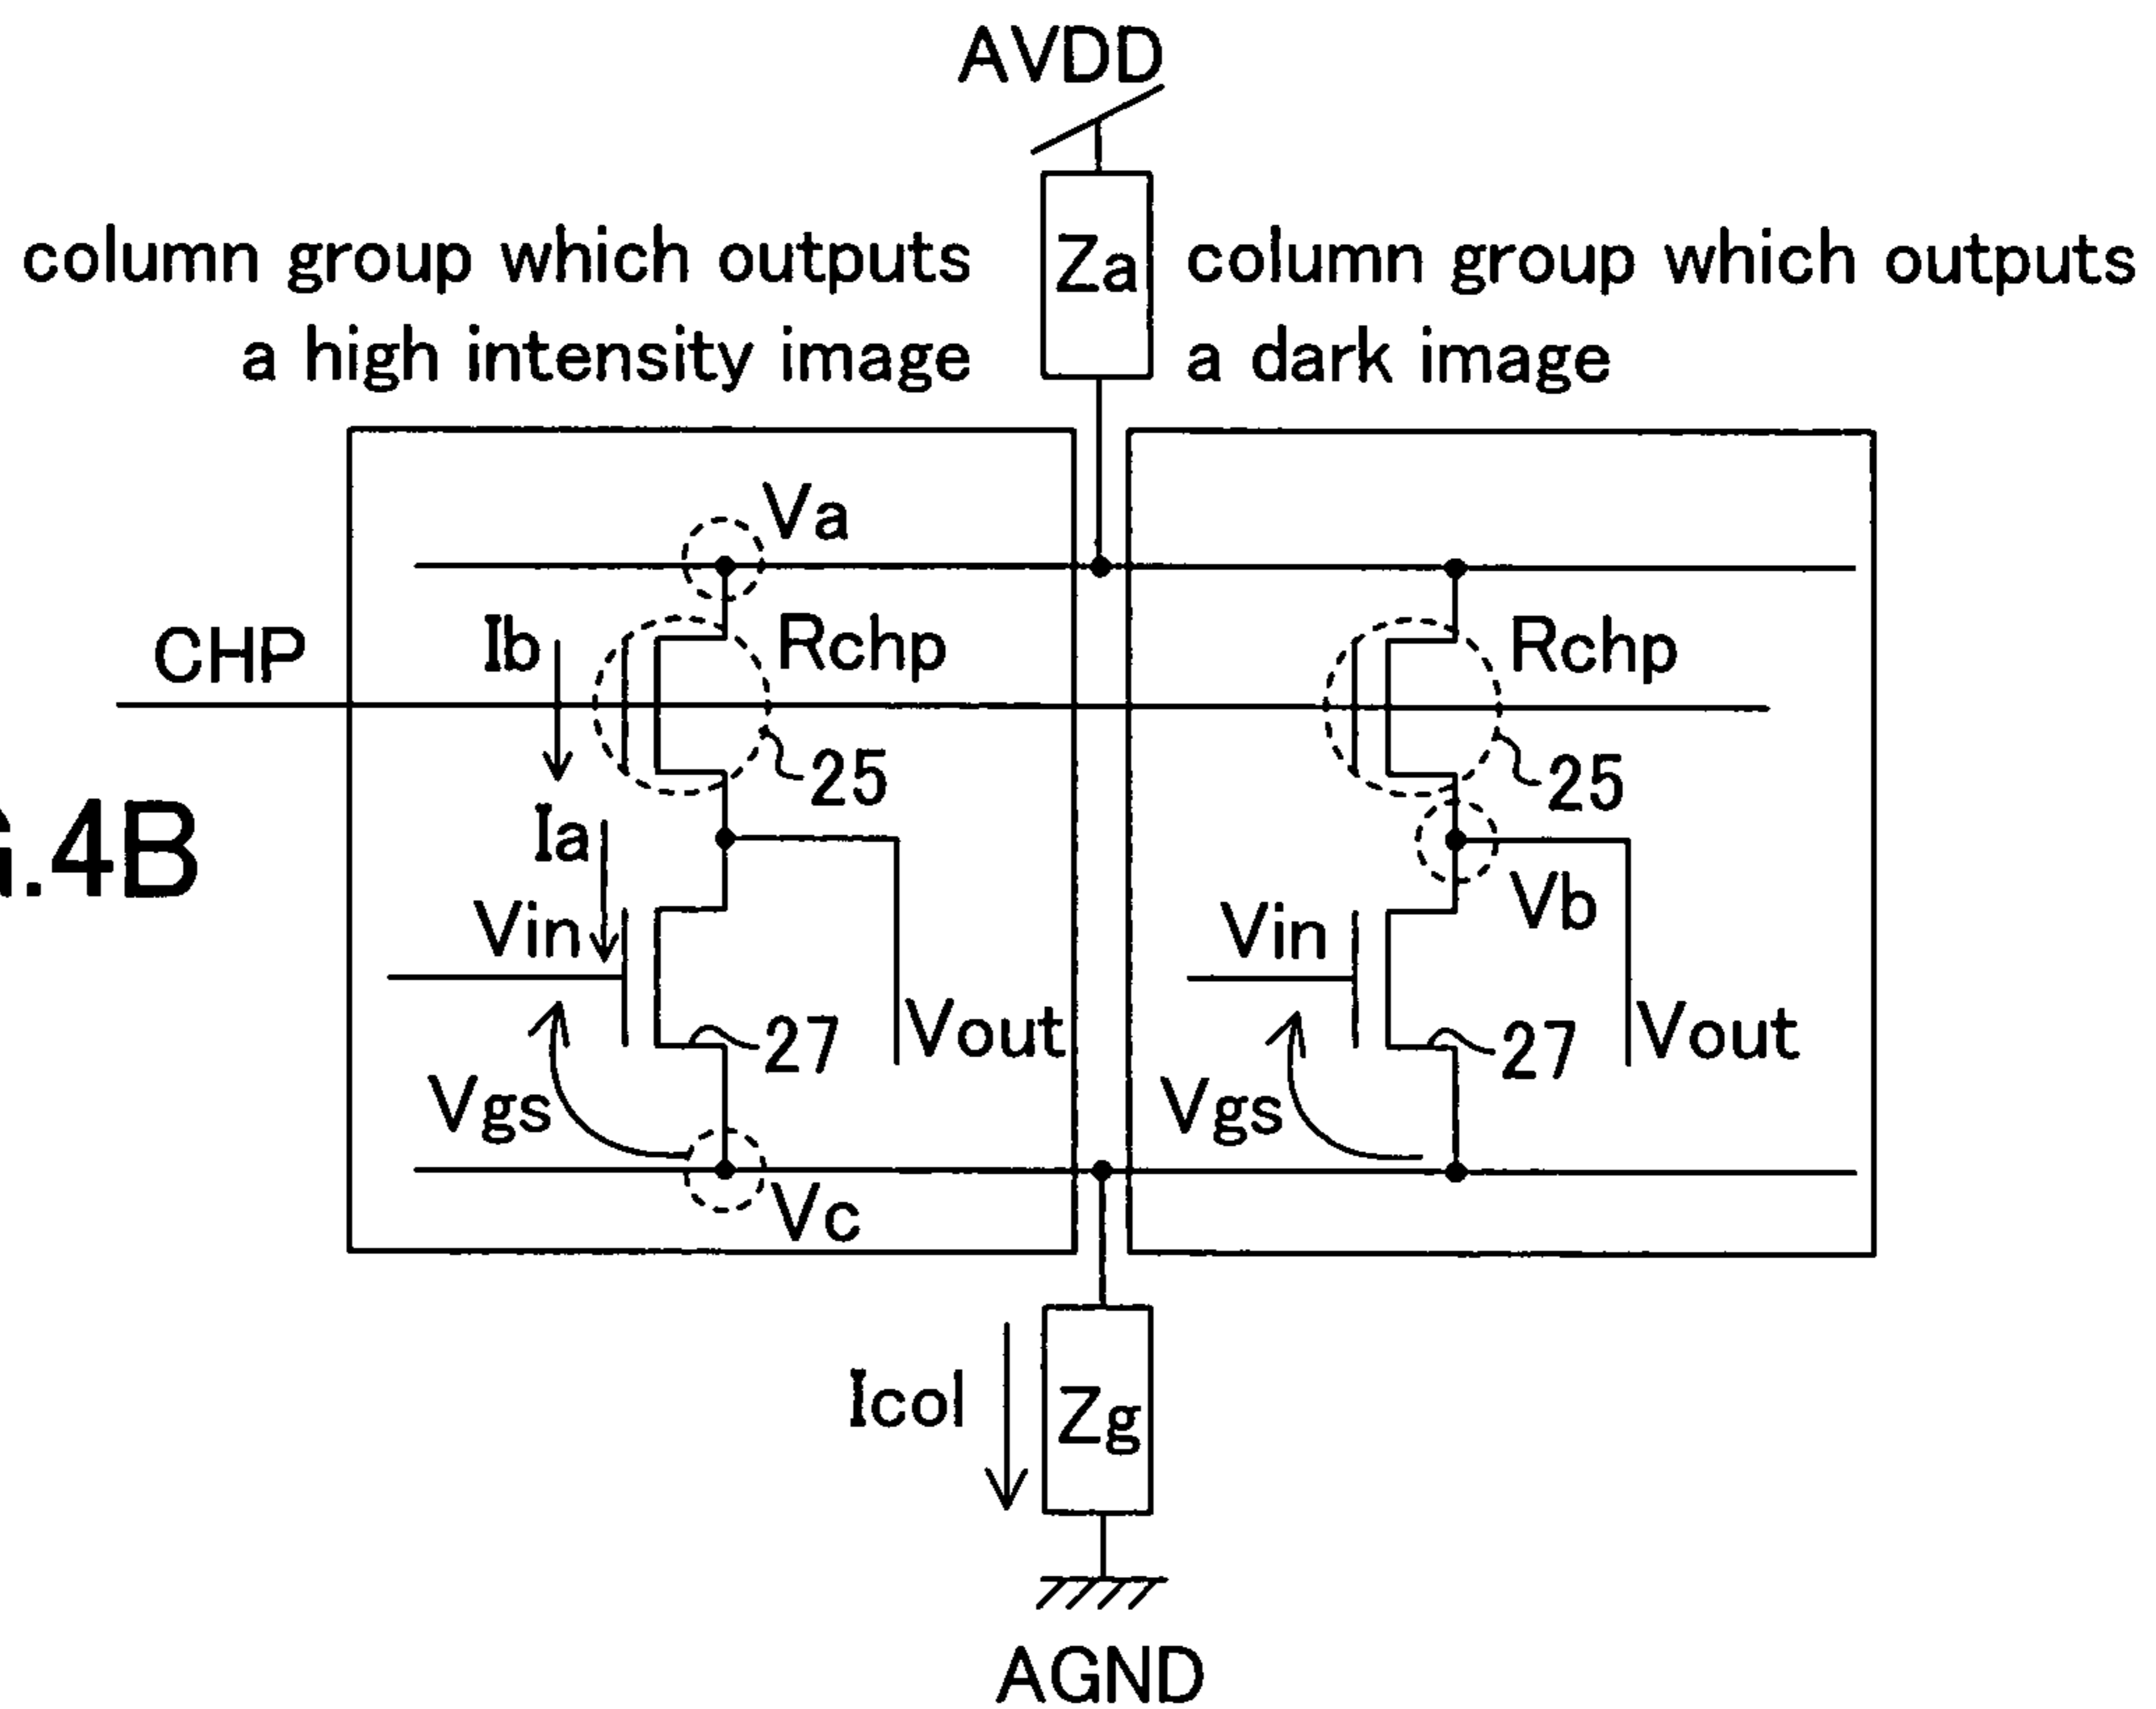 AVDD
column group which outputs
a high intensity image
Za
column group which outputs
a dark image
Va
CHP
Ib
Rchp
Rchp
25
25
.4B
Ia
Vin
Vb
Vin
Vout
27
Vout
27
Vgs
Vgs
Vc
Icol
Zg
AGND